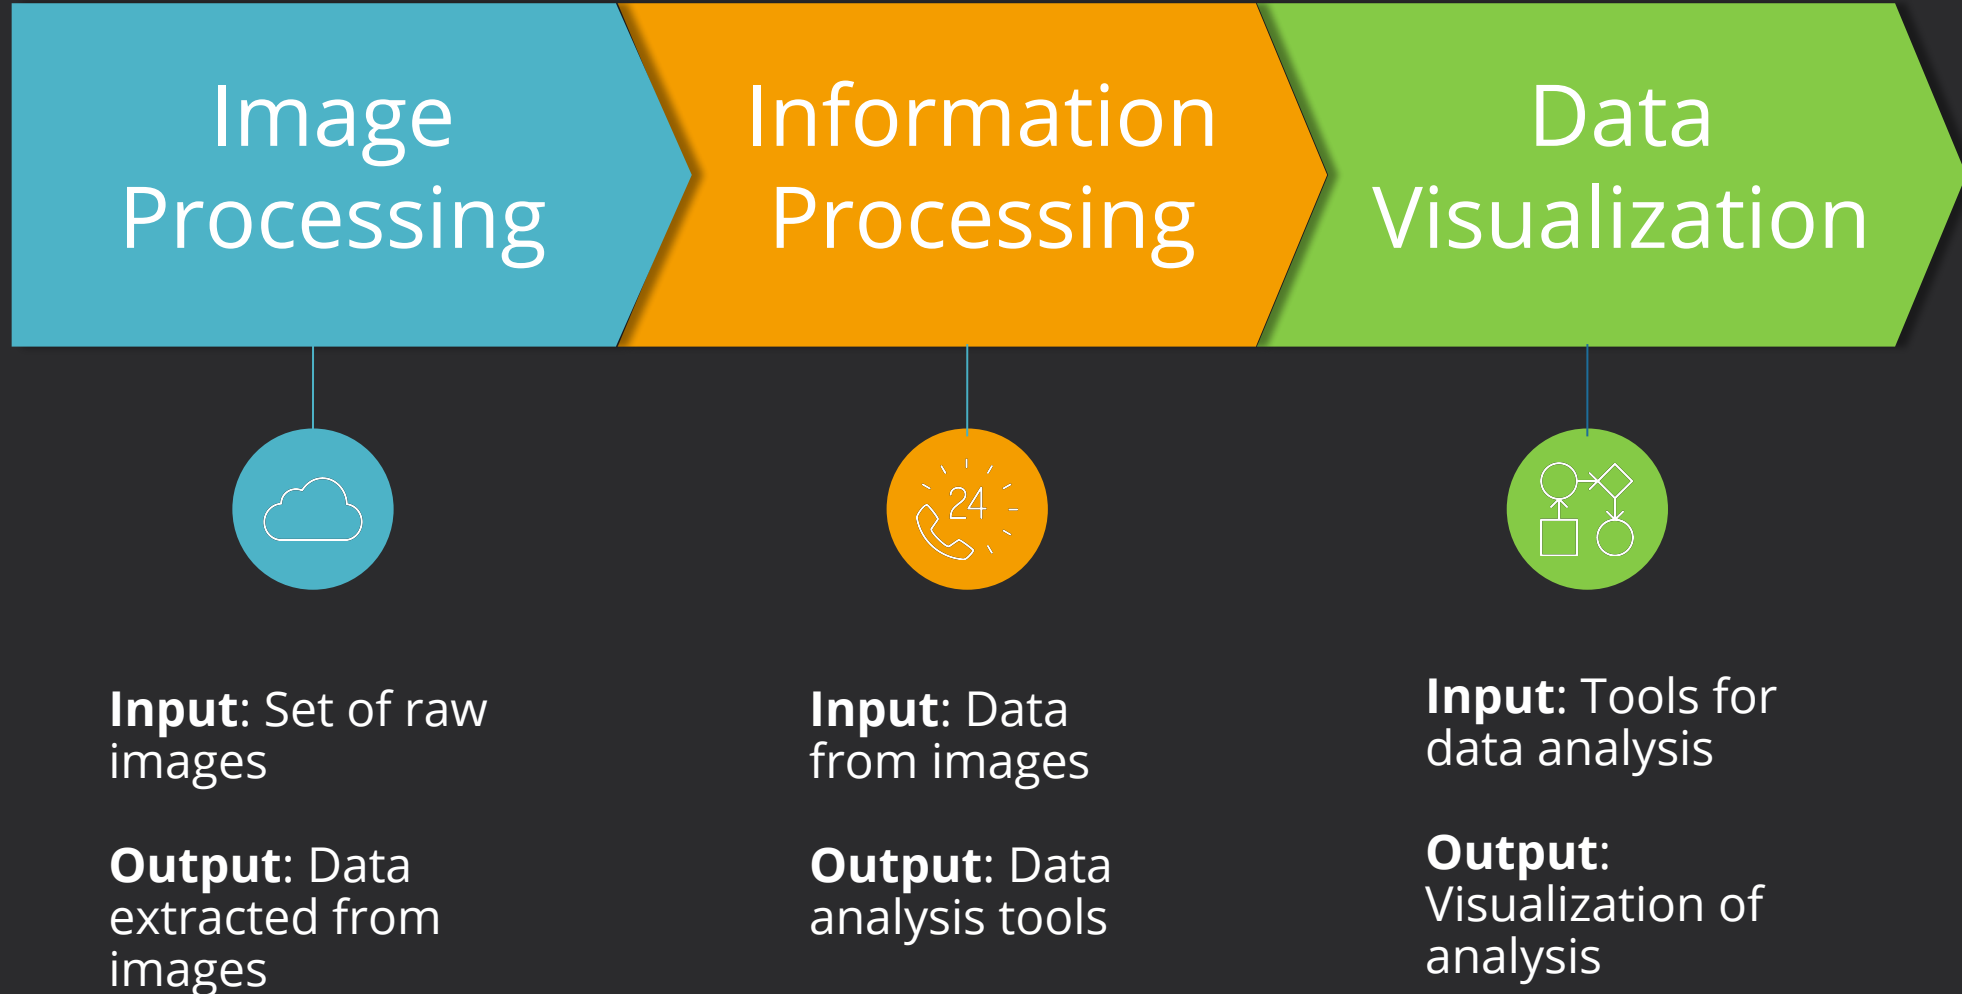 Image
Processing
Information
Processing
Data
Visualization
24
Input: Set of raw
images
Output: Data
extracted from
images
Input: Data
from images
Output: Data
analysis tools
Input: Tools for
data analysis
Output:
Visualization of
analysis